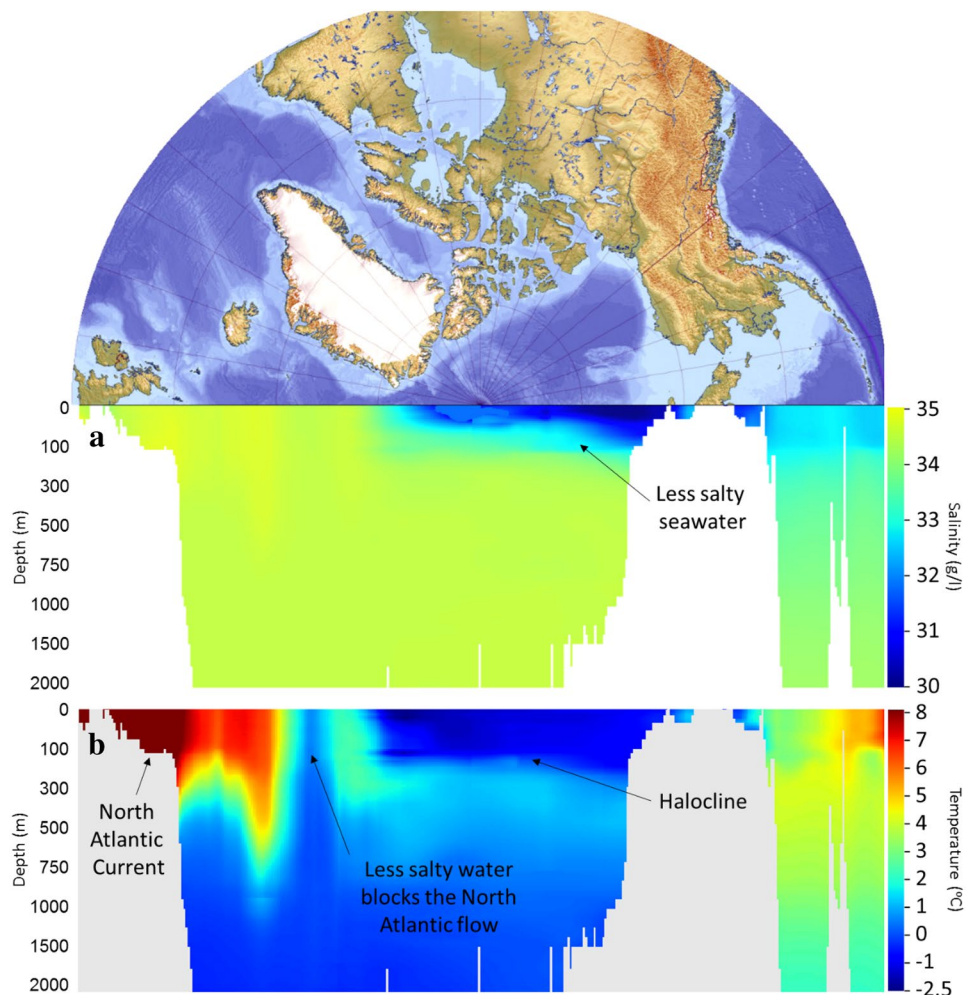 0
a
100
300
500
750
1000
1500
2000
Depth (m)
Less salty
seawater
35
34
33
32
31
30
Salinity (g/l)
0
b
100
300
500
750
1000
1500
2000
Depth (m)
North
Atlantic
Current
Less salty water
blocks the North
Atlantic flow
Halocline
8
7
6
5
4
3
2
1
0
-1
-2.5
Temperature (ºC)